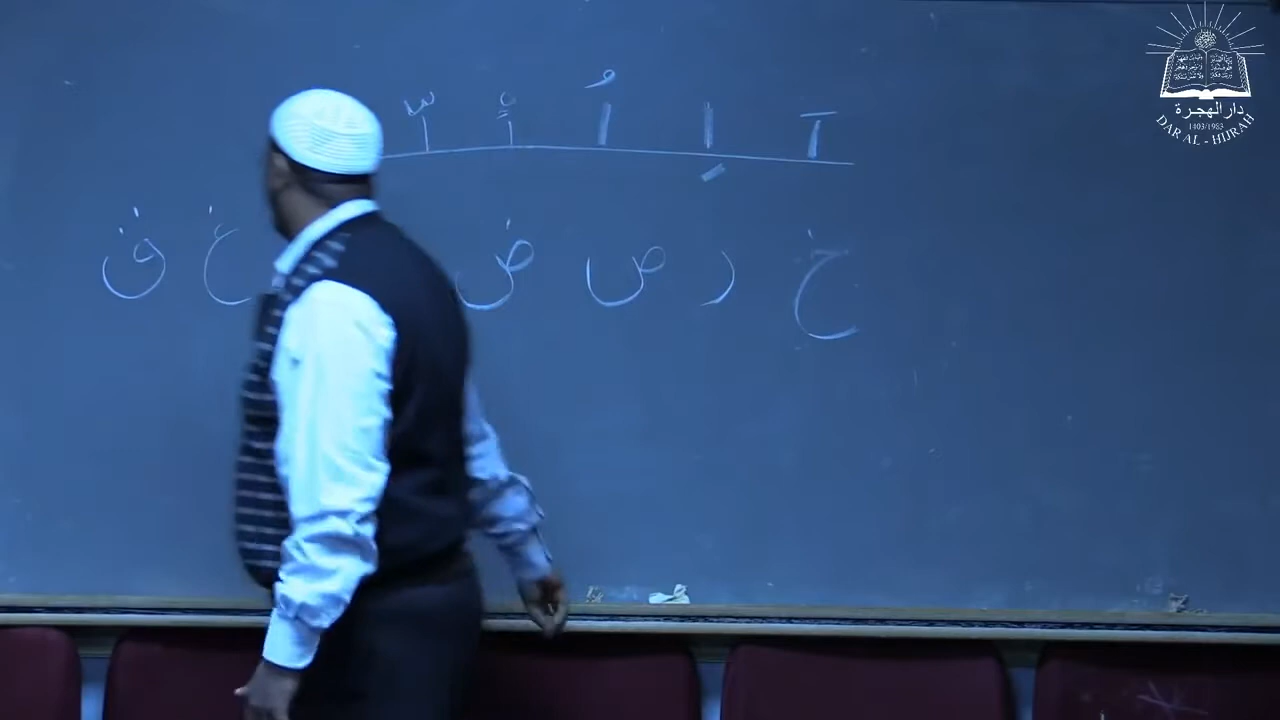 اَ اِ اُ اْ اّ
خ ر ص ض غ ق
دار الهجرة
1403/1983
DAR AL - HIJRAH